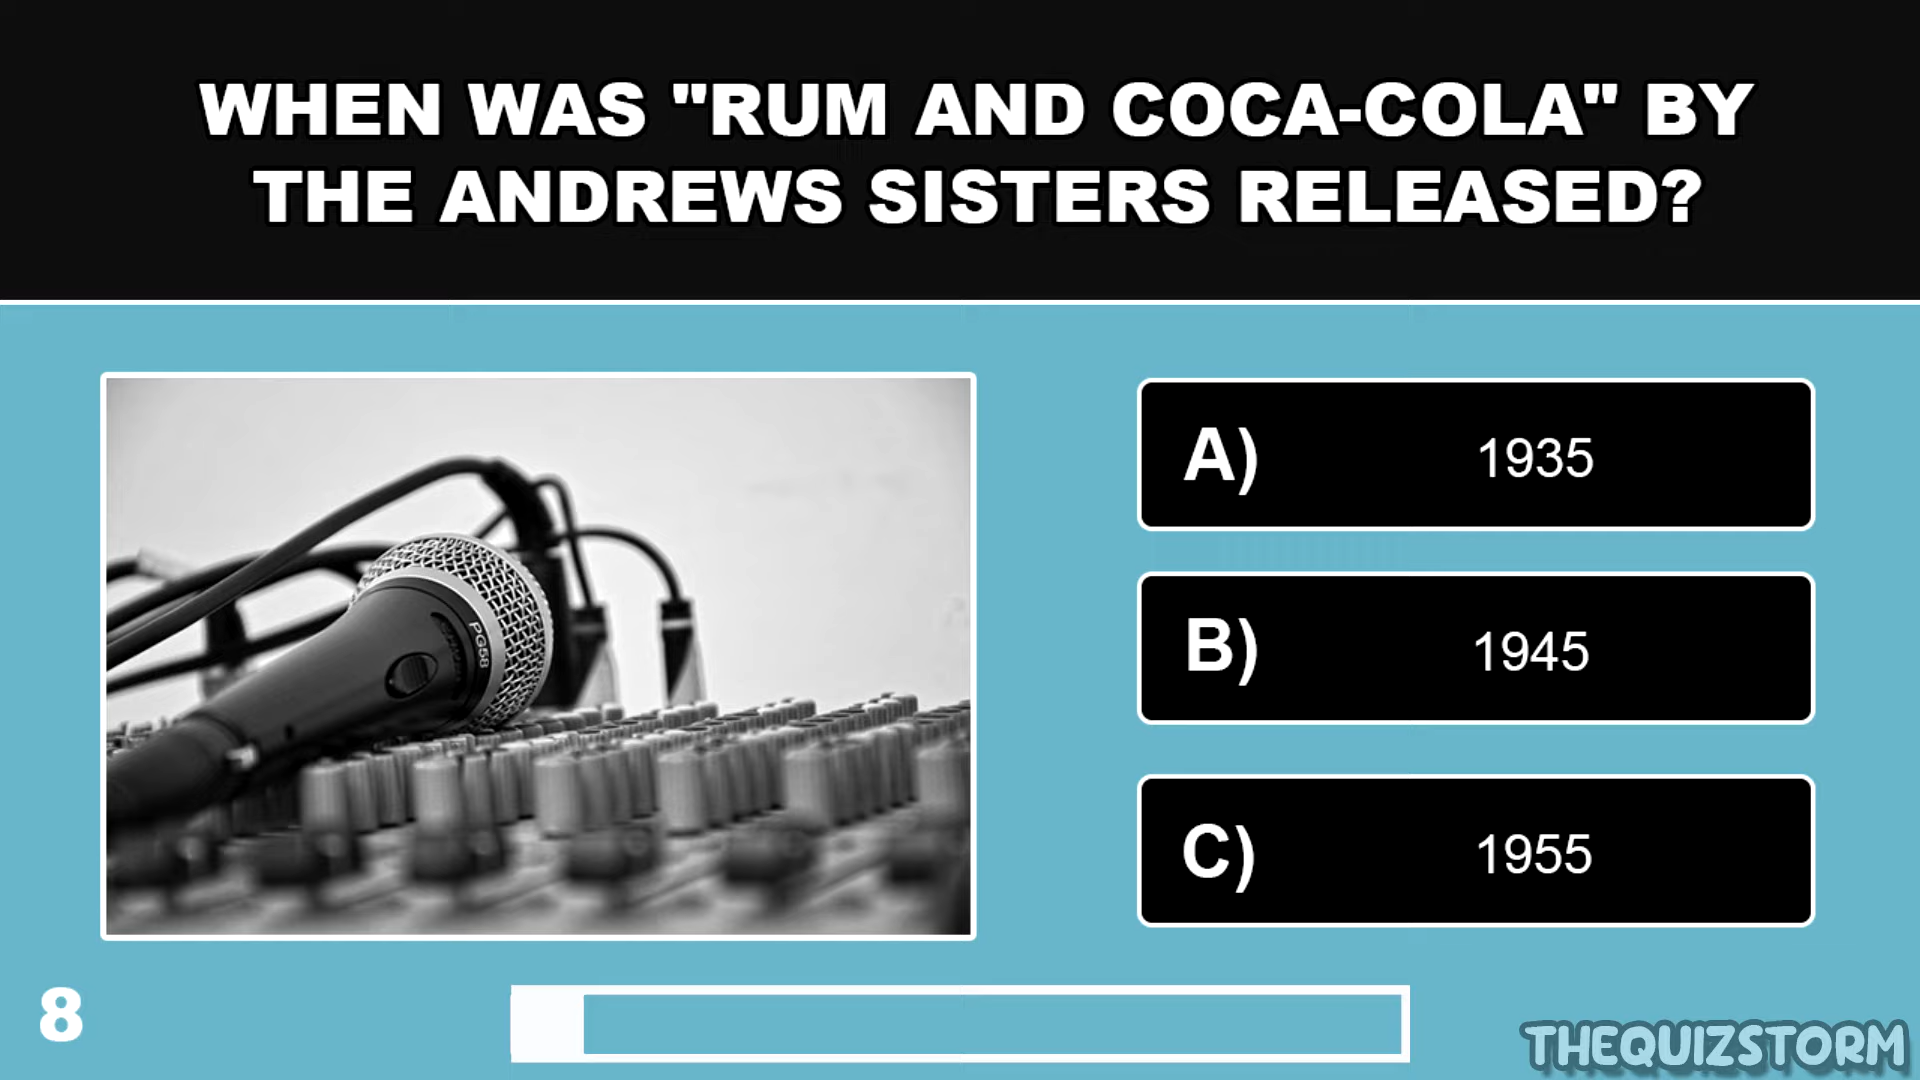 WHEN WAS "RUM AND COCA-COLA" BY
THE ANDREWS SISTERS RELEASED?
A) 1935
PG58
B) 1945
C) 1955
8
THEQUIZSTORM